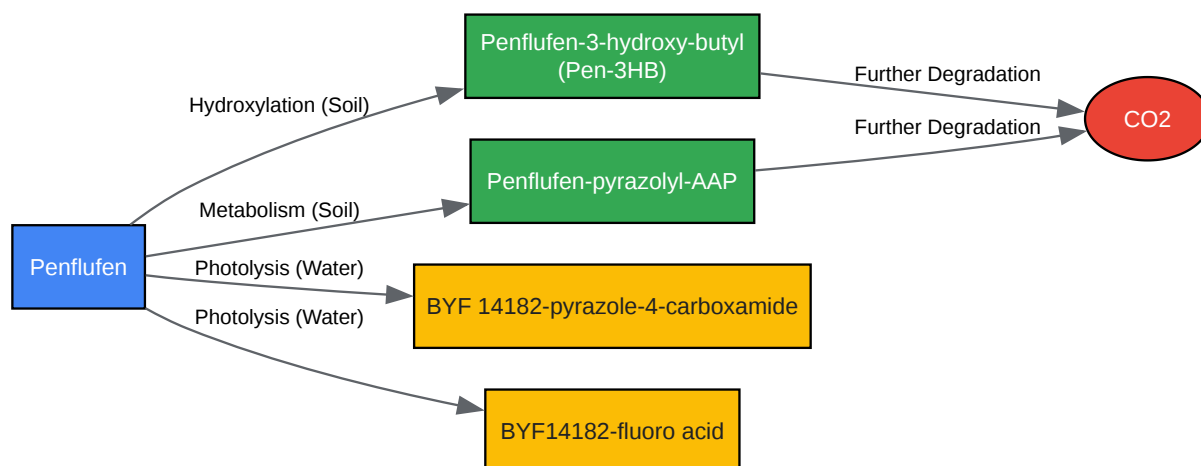 Penflufen-3-hydroxy-butyl
(Pen-3HB)
Further Degradation
Hydroxylation (Soil)
CO2
Further Degradation
Penflufen-pyrazolyl-AAP
Metabolism (Soil)
Penflufen
Photolysis (Water)
BYF 14182-pyrazole-4-carboxamide
Photolysis (Water)
BYF14182-fluoro acid